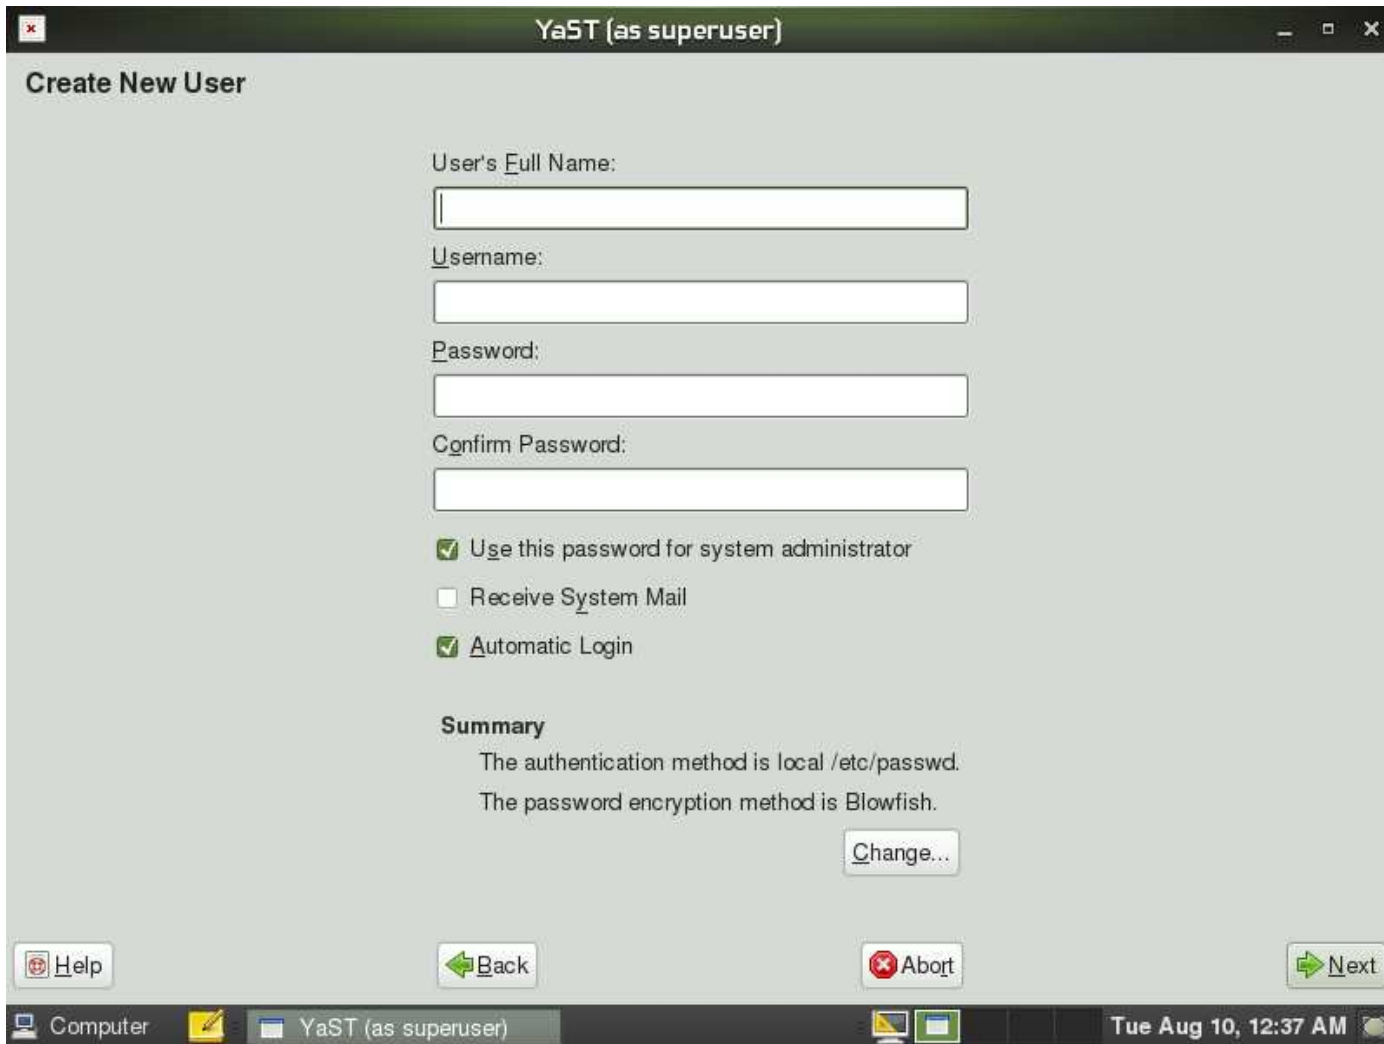 YaST (as superuser)
Create New User
User's Full Name:
Username:
Password:
Confirm Password:
Use this password for system administrator
Receive System Mail
Automatic Login
Summary
The authentication method is local /etc/passwd.
The password encryption method is Blowfish.
Change...
Help
Back
Abort
Next
Computer
YaST (as superuser)
Tue Aug 10, 12:37 AM